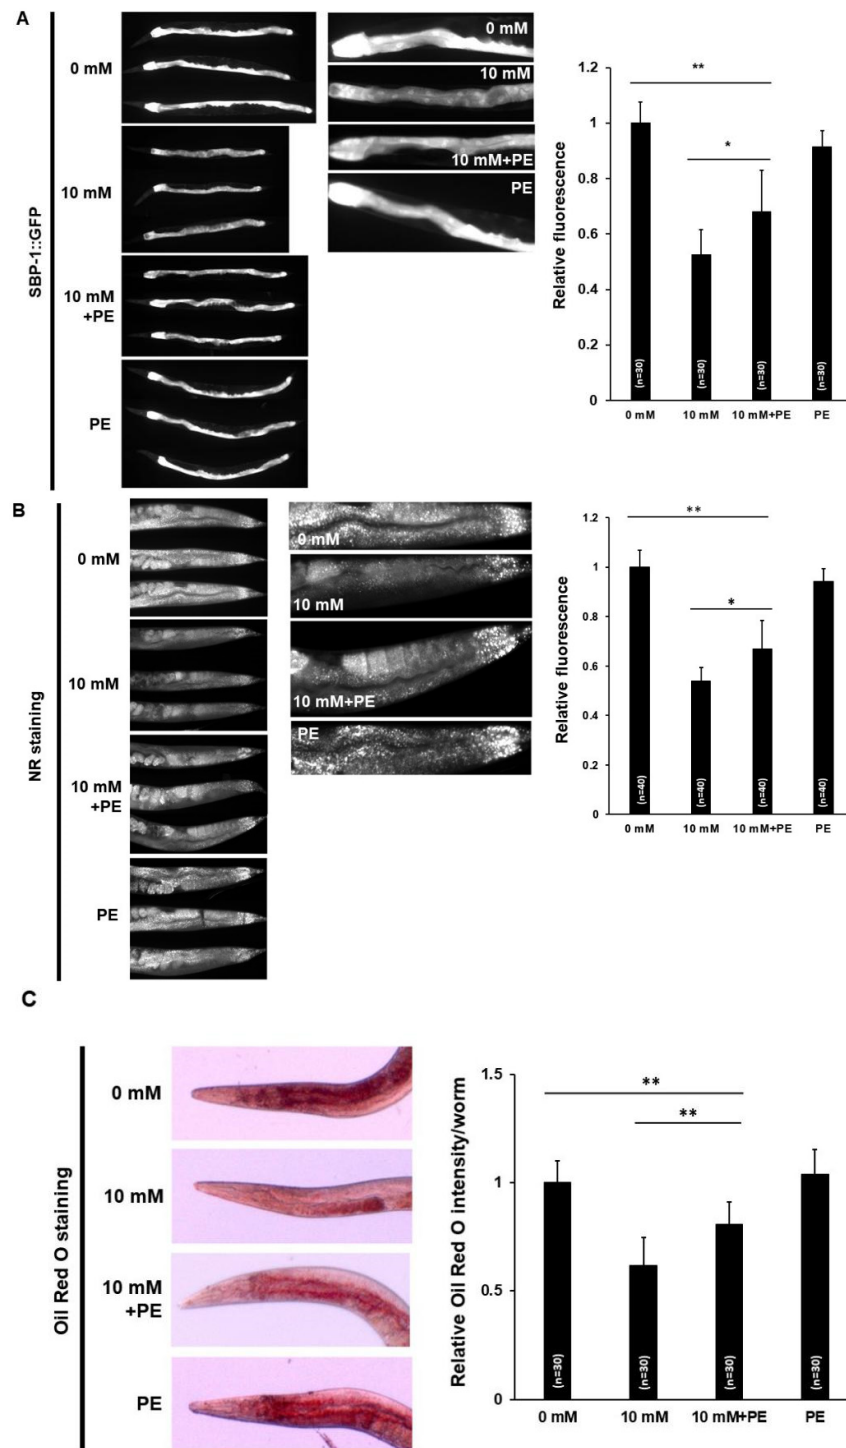 A
SBP-1::GFP
0 mM
10 mM
10 mM
+PE
PE
0 mM
10 mM
10 mM+PE
PE
Relative fluorescence
1.2
1
0.8
0.6
0.4
0.2
0
**
*
(n=30)
(n=30)
(n=30)
(n=30)
0 mM
10 mM
10 mM+PE
PE
B
NR staining
0 mM
10 mM
10 mM
+PE
PE
0 mM
10 mM
10 mM+PE
PE
Relative fluorescence
1.2
1
0.8
0.6
0.4
0.2
0
**
*
(n=40)
(n=40)
(n=40)
(n=40)
0 mM
10 mM
10 mM+PE
PE
C
Oil Red O staining
0 mM
10 mM
10 mM
+PE
PE
Relative Oil Red O intensity/worm
1.5
1
0.5
0
**
**
(n=30)
(n=30)
(n=30)
(n=30)
0 mM
10 mM
10 mM+PE
PE